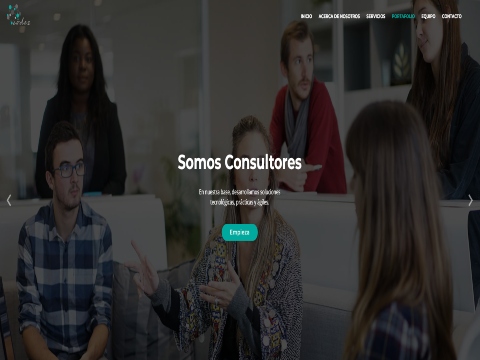 INICIO ACERCA DE NOSOTROS SERVICIOS PORTAFOLIO EQUIPO CONTACTO
Somos Consultores
En nuestra base, desarrollamos soluciones
tecnológicas, prácticas y ágiles.
Empieza